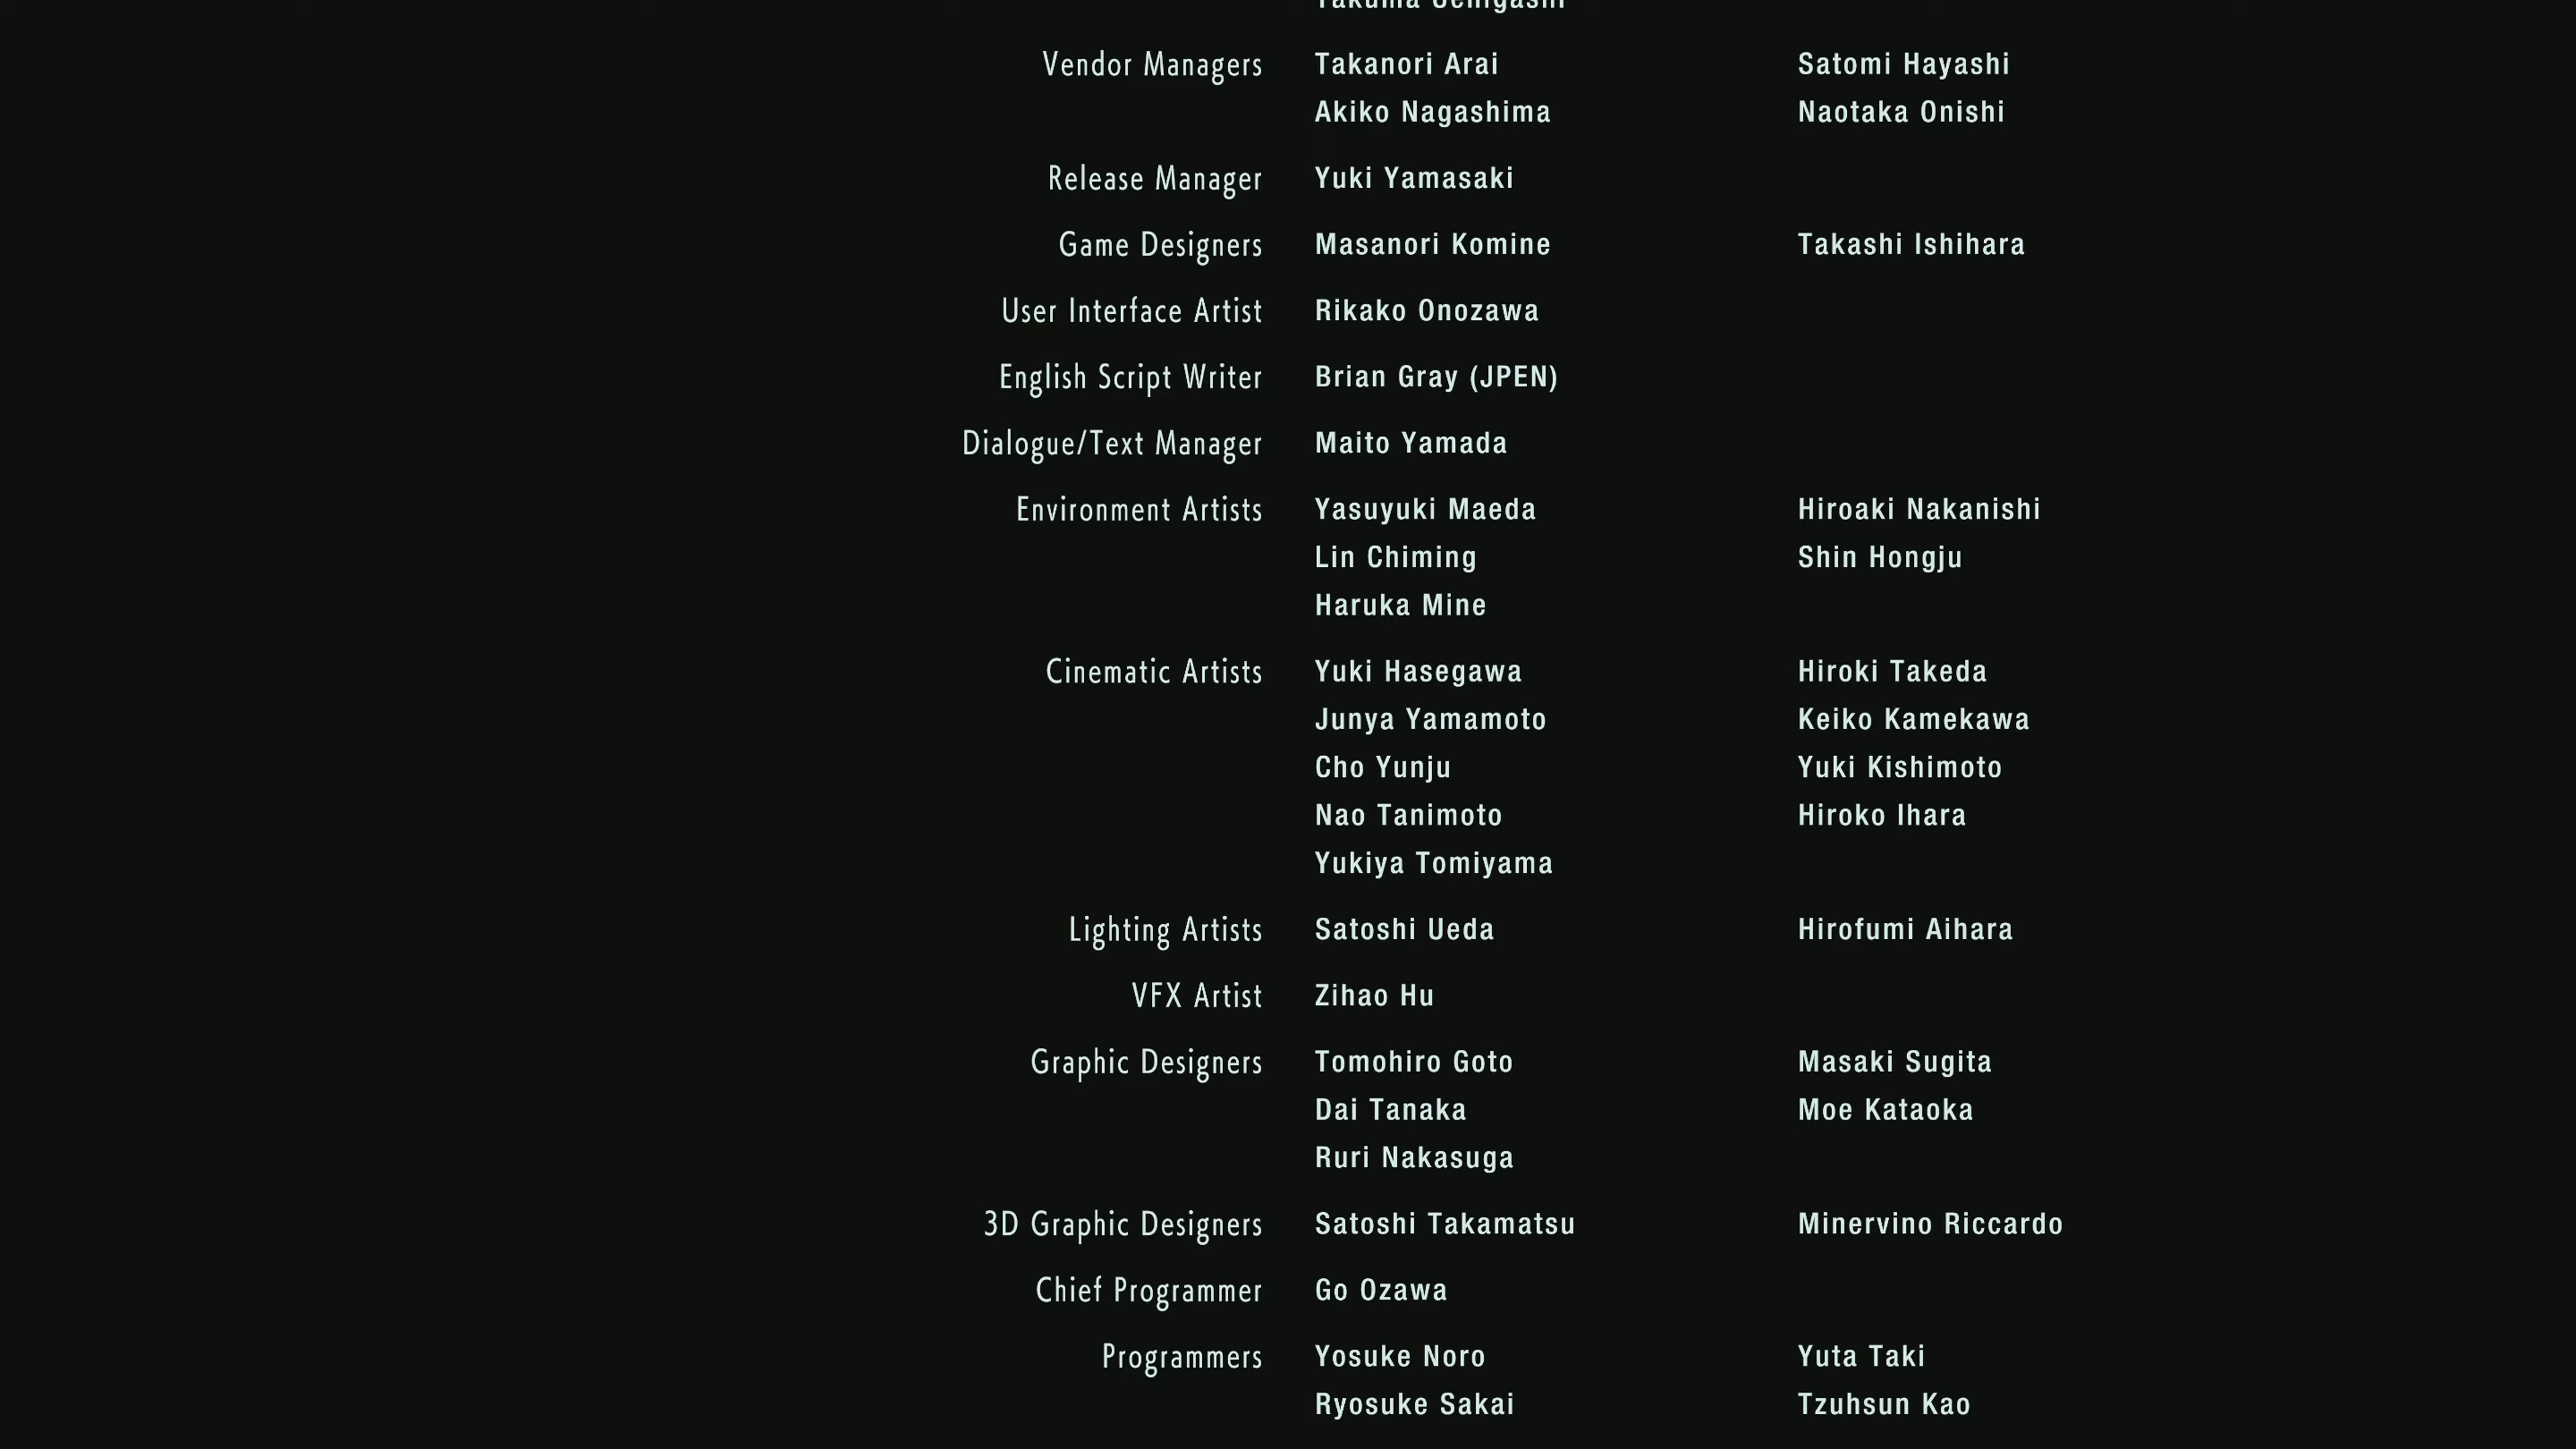 Vendor Managers Takanori Arai Satomi Hayashi
Akiko Nagashima Naotaka Onishi
Release Manager Yuki Yamasaki
Game Designers Masanori Komine Takashi Ishihara
User Interface Artist Rikako Onozawa
English Script Writer Brian Gray (JPEN)
Dialogue/Text Manager Maito Yamada
Environment Artists Yasuyuki Maeda Hiroaki Nakanishi
Lin Chiming Shin Hongju
Haruka Mine
Cinematic Artists Yuki Hasegawa Hiroki Takeda
Junya Yamamoto Keiko Kamekawa
Cho Yunju Yuki Kishimoto
Nao Tanimoto Hiroko Ihara
Yukiya Tomiyama
Lighting Artists Satoshi Ueda Hirofumi Aihara
VFX Artist Zihao Hu
Graphic Designers Tomohiro Goto Masaki Sugita
Dai Tanaka Moe Kataoka
Ruri Nakasuga
3D Graphic Designers Satoshi Takamatsu Minervino Riccardo
Chief Programmer Go Ozawa
Programmers Yosuke Noro Yuta Taki
Ryosuke Sakai Tzuhsun Kao